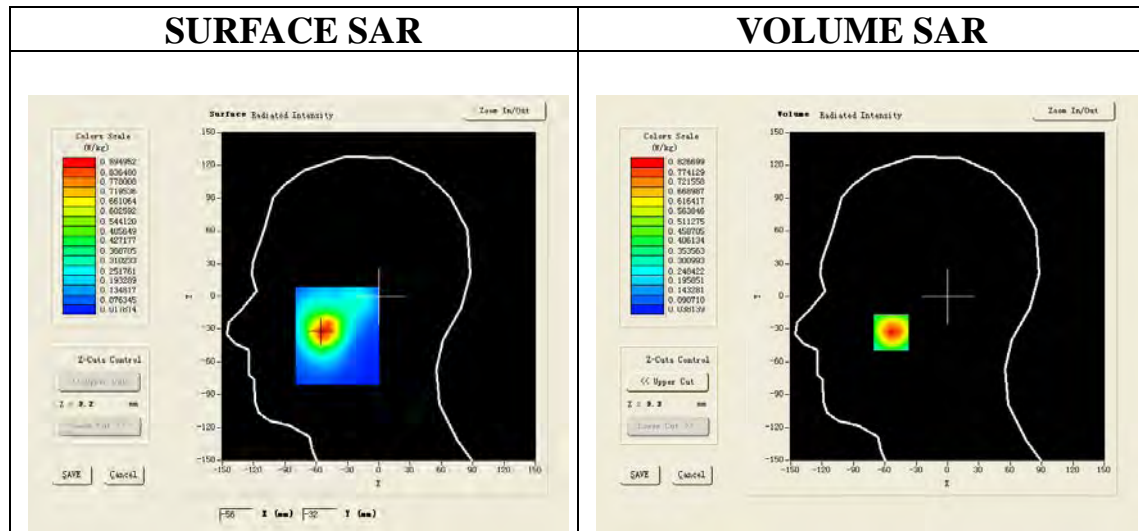 SURFACE SAR
VOLUME SAR
Surface Radiated Intensity
Zoom In/Out
Colors Scale
(W/kg)
0.894952
0.836480
0.778008
0.719536
0.661064
0.602592
0.544120
0.485649
0.427177
0.368705
0.310233
0.251761
0.193289
0.134817
0.076345
0.017874
150
120
90
60
30
0
-30
-60
-90
-120
-150
Y
-150 -120 -90 -60 -30 0 30 60 90 120 150
X
Z-Cuts Control
mm
SAVE Cancel
-56 X (mm) -32 Y (mm)
Volume Radiated Intensity
Zoom In/Out
Colors Scale
(W/kg)
0.826699
0.774129
0.721558
0.668987
0.616417
0.563846
0.511275
0.458705
0.406134
0.353563
0.300993
0.248422
0.195851
0.143281
0.090710
0.038139
150
120
90
60
30
0
-30
-60
-90
-120
-150
Y
-150 -120 -90 -60 -30 0 30 60 90 120 150
X
Z-Cuts Control
<< Upper Cut
mm
SAVE Cancel